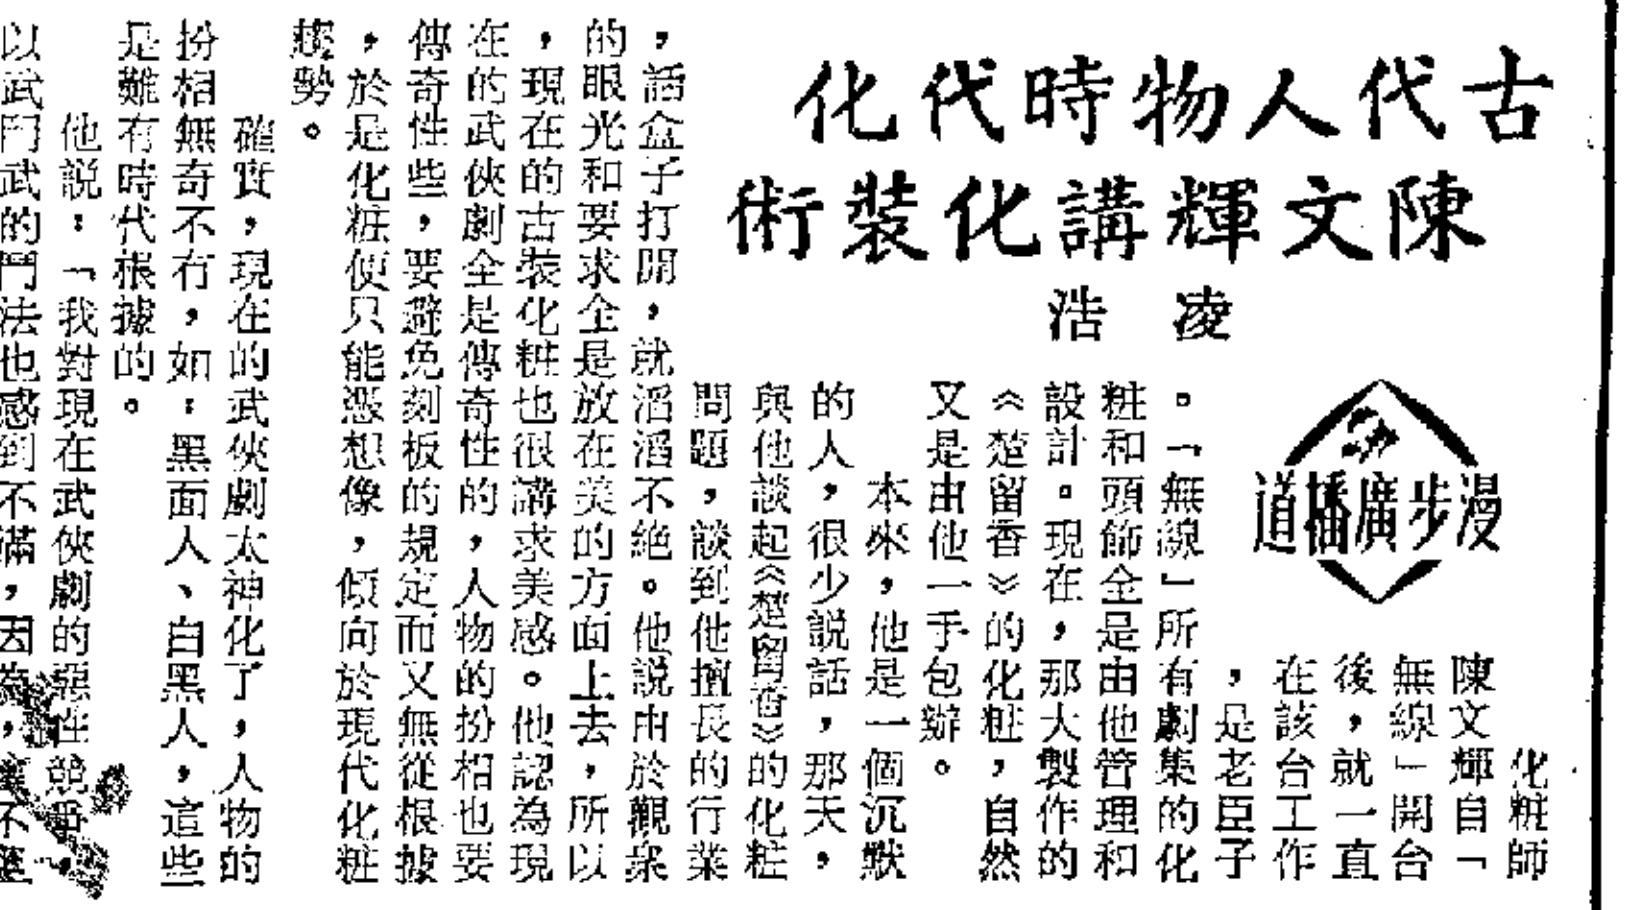 古代人物時代化
陳文輝講化裝術
凌浩
漫步廣播道
化粧師
陳文輝自「
無線」開台
後，就一直
在該台工作
，是老臣子
。「無線」所有劇集的化
粧和頭飾全是由他管理和
設計。現在，那大製作的
《楚留香》的化粧，自然
又是由他一手包辦。
本來，他是一個沉默
的人，很少説話，那天，
與他談起《楚留香》的化粧
問題，談到他擅長的行業
，話盒子打開，就滔滔不絕。他説由於觀衆
的眼光和要求全是放在美的方面上去，所以
，現在的古裝化粧也很講求美感。他認為現
在的武俠劇全是傳奇性的，人物的扮相也要
傳奇性些，要避免刻板的規定而又無從根據
，於是化粧便只能憑想像，傾向於現代化粧
趨勢。
確實，現在的武俠劇太神化了，人物的
扮相無奇不有，如：黑面人、白黑人，這些
是難有時代根據的。
他説：「我對現在武俠劇的惡性競爭，
以武鬥武的鬥法也感到不滿，因為，不